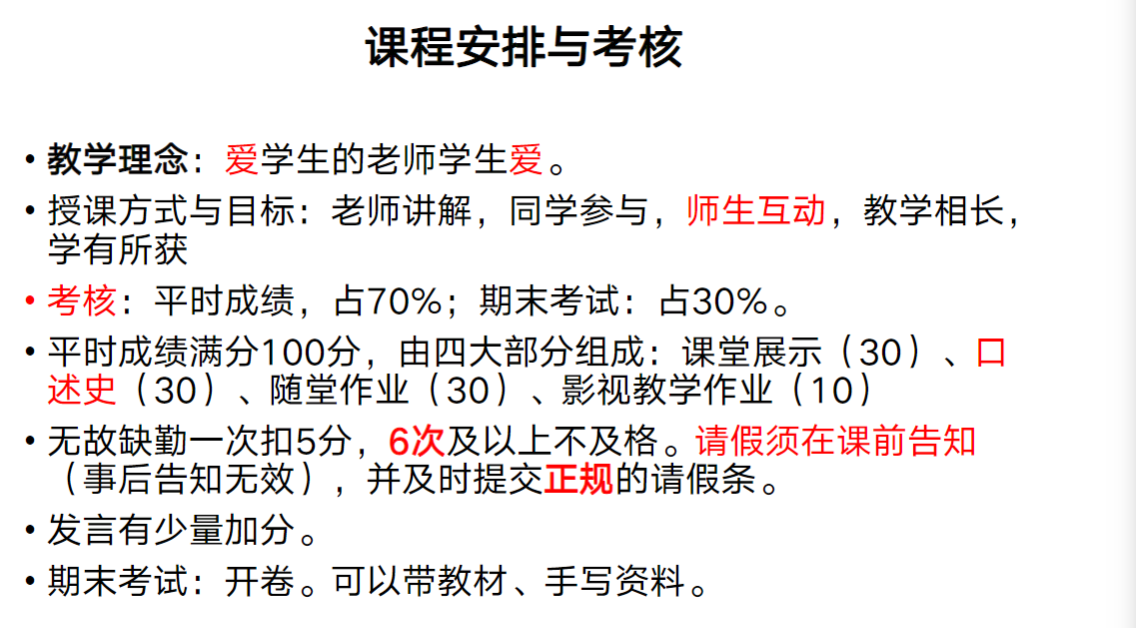 课程安排与考核
• 教学理念：爱学生的老师学生爱。
• 授课方式与目标：老师讲解，同学参与，师生互动，教学相长，
学有所获
• 考核：平时成绩，占70%；期末考试：占30%。
• 平时成绩满分100分，由四大部分组成：课堂展示（30）、口
述史（30）、随堂作业（30）、影视教学作业（10）
• 无故缺勤一次扣5分，6次及以上不及格。请假须在课前告知
（事后告知无效），并及时提交正规的请假条。
• 发言有少量加分。
• 期末考试：开卷。可以带教材、手写资料。